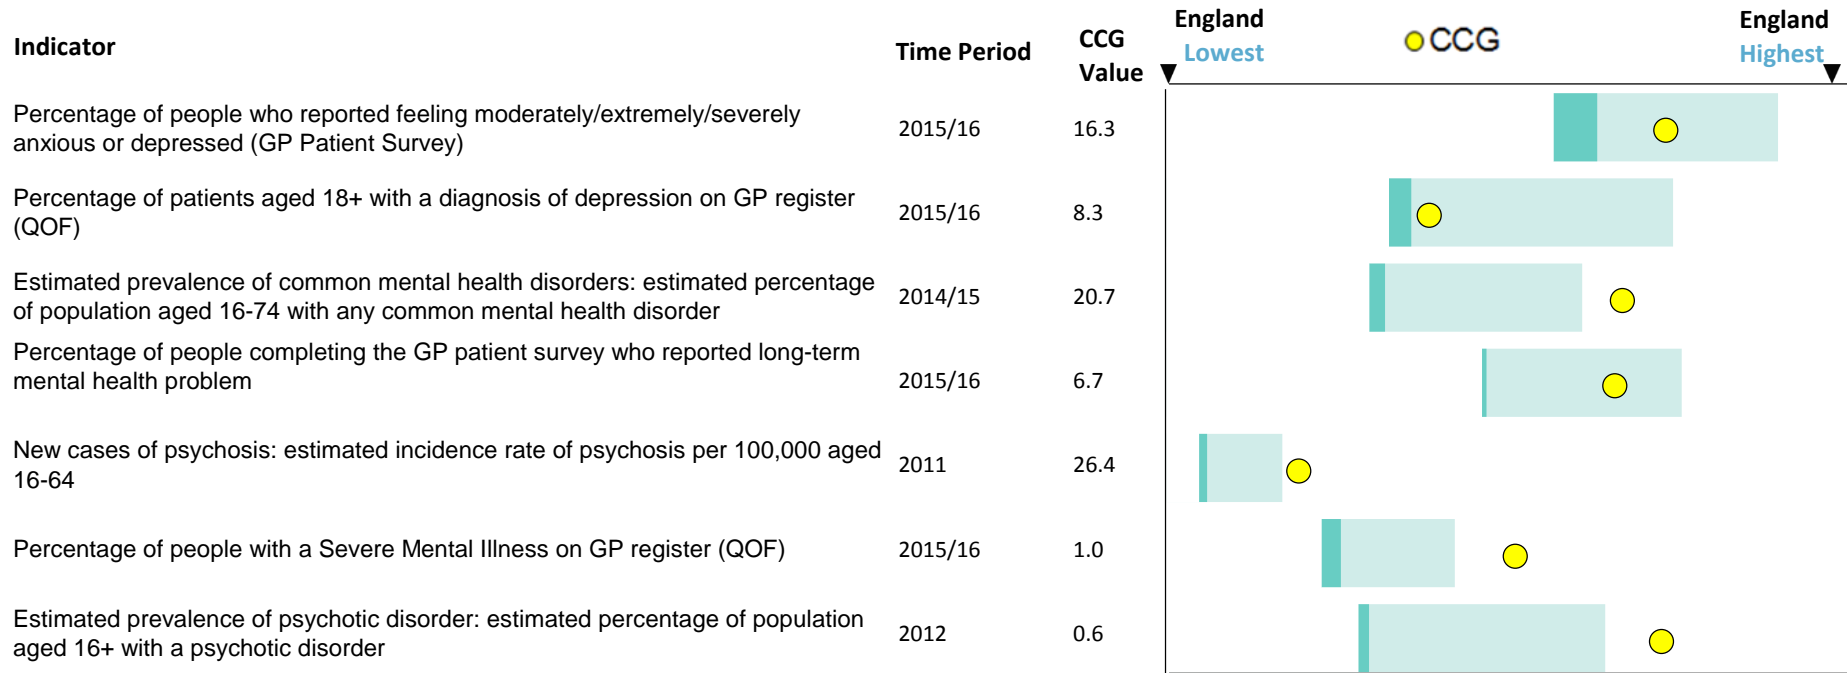 Indicator
Time Period
CCG
Value
England
Lowest
CCG
England
Highest
Percentage of people who reported feeling moderately/extremely/severely
anxious or depressed (GP Patient Survey)
2015/16
16.3
Percentage of patients aged 18+ with a diagnosis of depression on GP register
(QOF)
2015/16
8.3
Estimated prevalence of common mental health disorders: estimated percentage
of population aged 16-74 with any common mental health disorder
2014/15
20.7
Percentage of people completing the GP patient survey who reported long-term
mental health problem
2015/16
6.7
New cases of psychosis: estimated incidence rate of psychosis per 100,000 aged
16-64
2011
26.4
Percentage of people with a Severe Mental Illness on GP register (QOF)
2015/16
1.0
Estimated prevalence of psychotic disorder: estimated percentage of population
aged 16+ with a psychotic disorder
2012
0.6